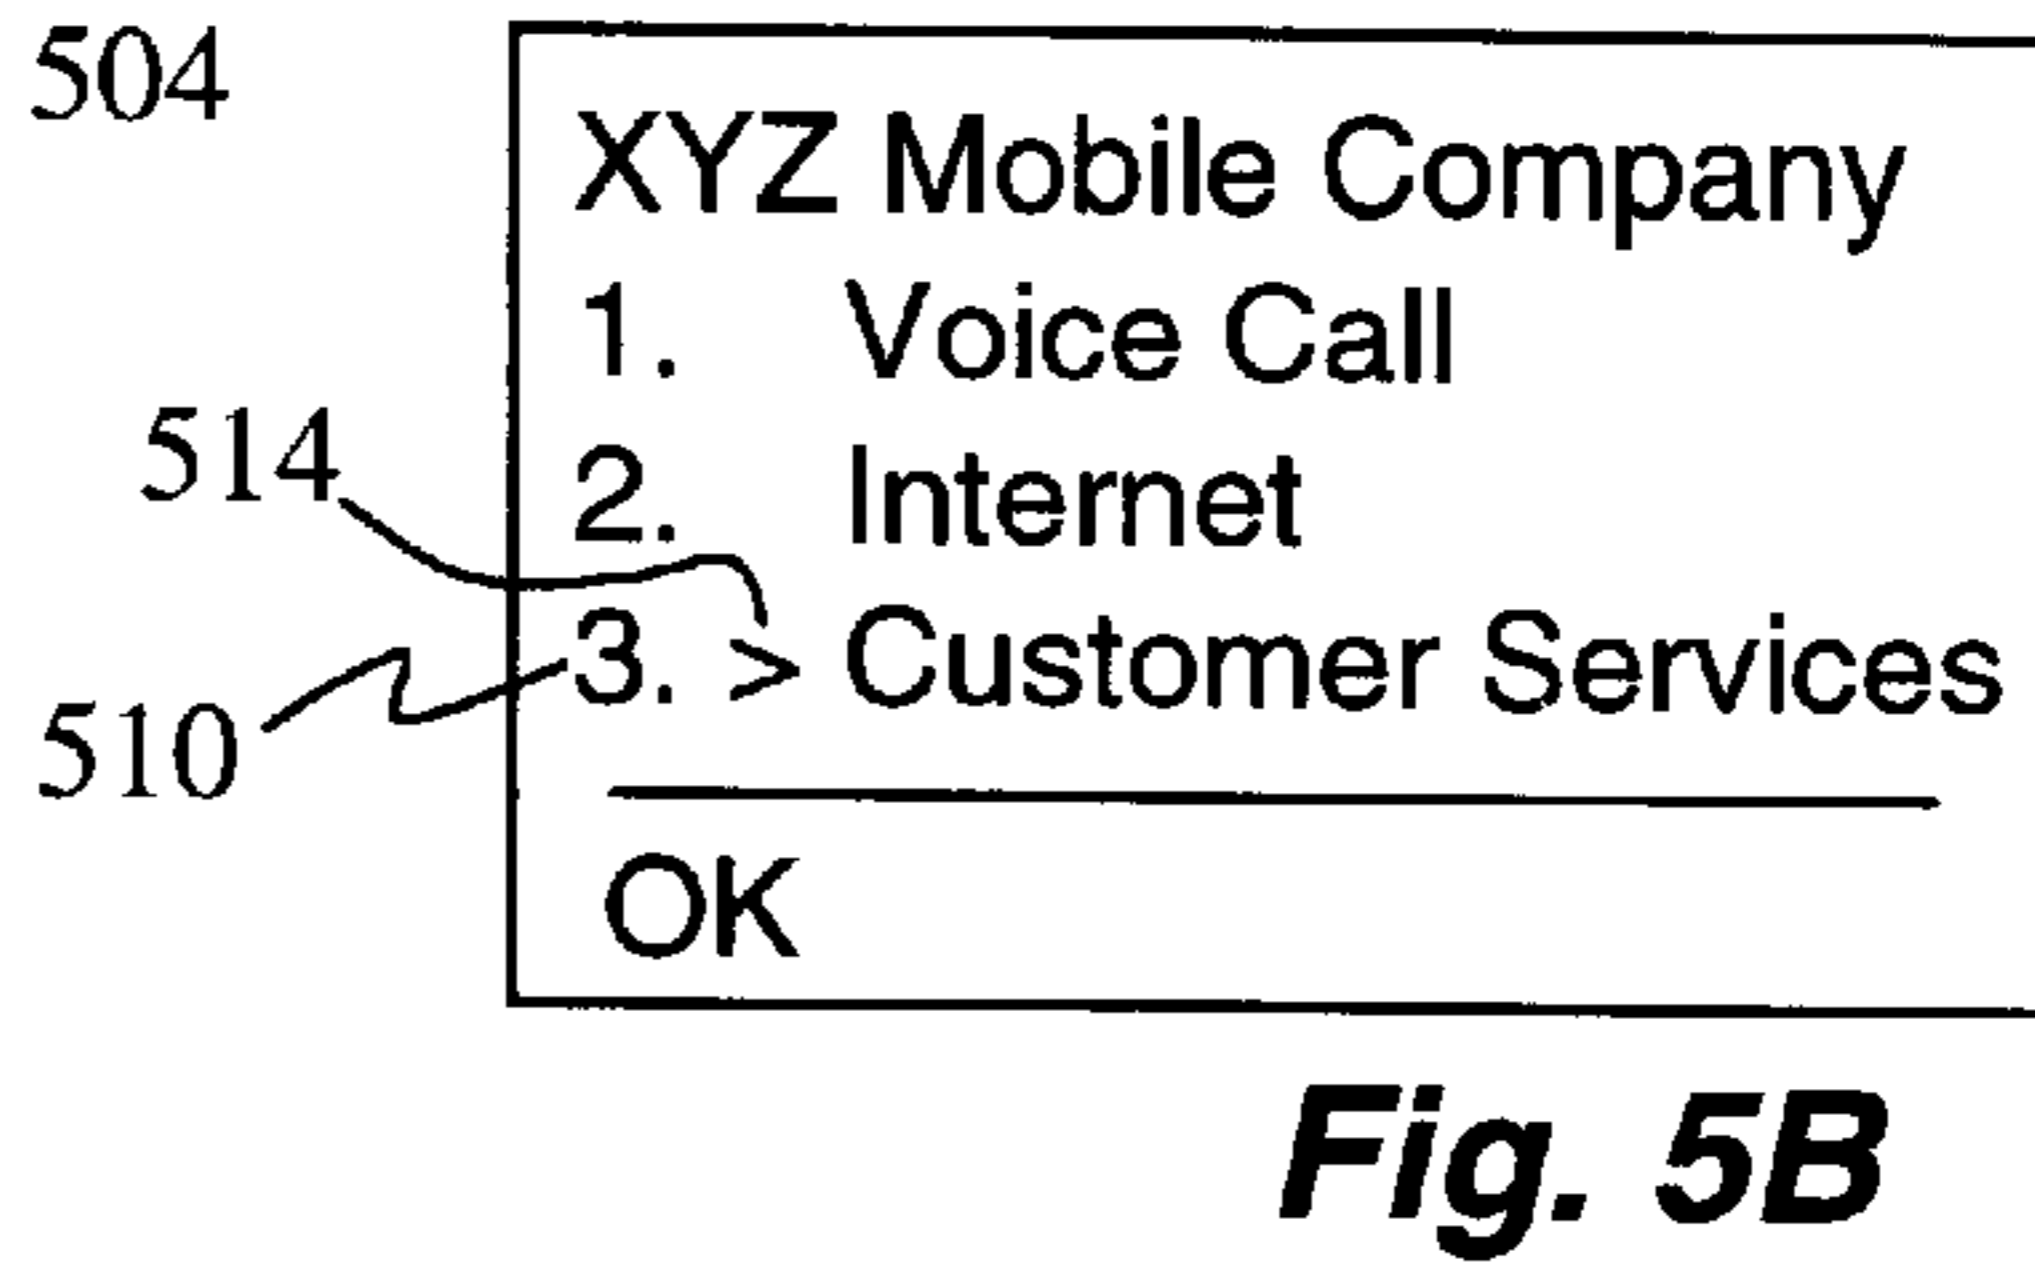 504
XYZ Mobile Company
1. Voice Call
514
2. Internet
3. > Customer Services
510
OK
Fig. 5B